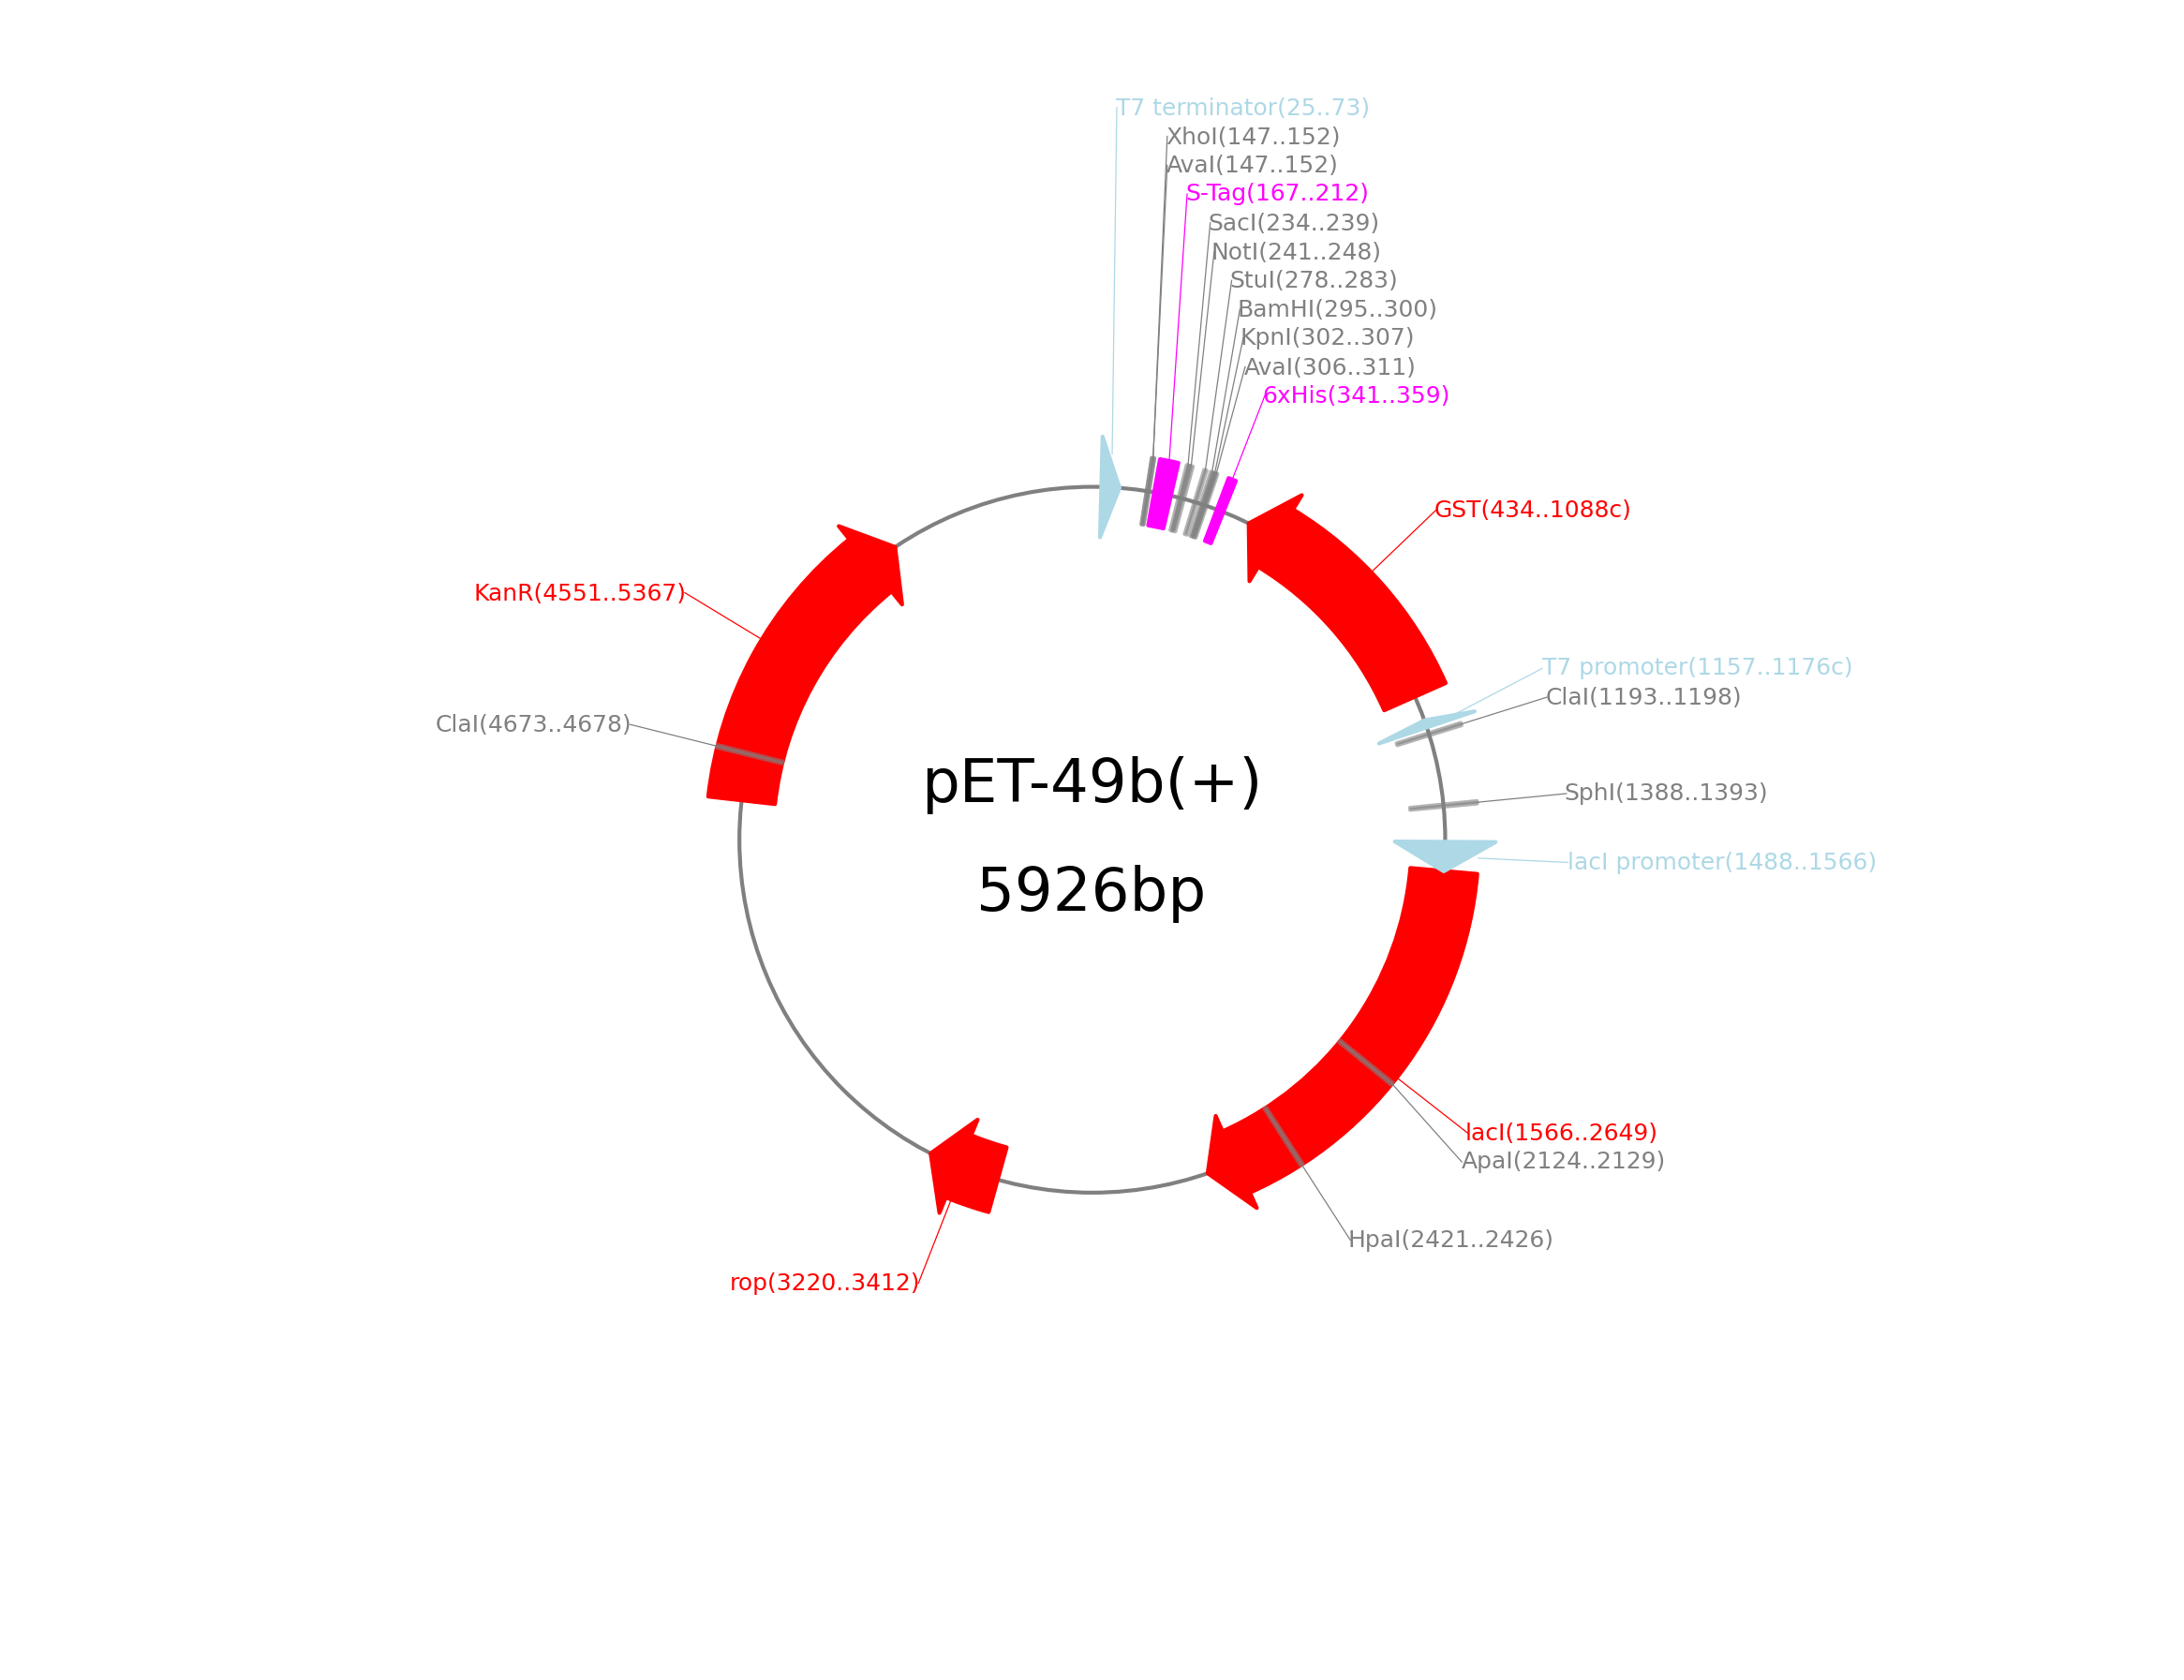 T7 terminator(25..73)
XhoI(147..152)
AvaI(147..152)
S-Tag(167..212)
SacI(234..239)
NotI(241..248)
StuI(278..283)
BamHI(295..300)
KpnI(302..307)
AvaI(306..311)
6xHis(341..359)
GST(434..1088c)
KanR(4551..5367)
T7 promoter(1157..1176c)
ClaI(1193..1198)
ClaI(4673..4678)
pET-49b(+)
SphI(1388..1393)
lacI promoter(1488..1566)
5926bp
lacI(1566..2649)
ApaI(2124..2129)
HpaI(2421..2426)
rop(3220..3412)